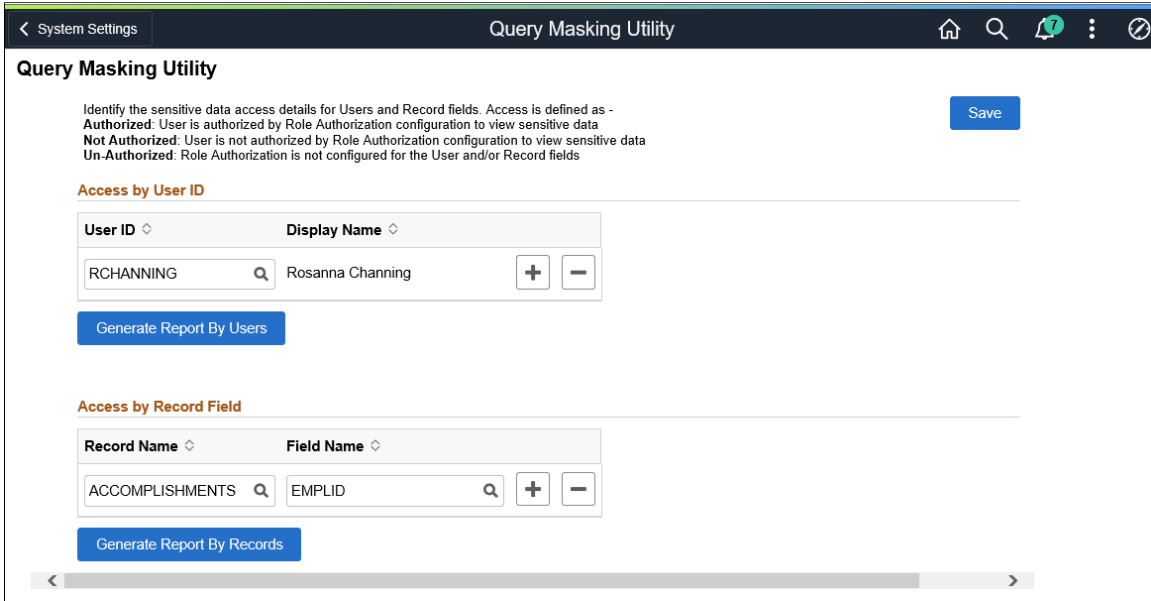 System Settings
Query Masking Utility
7
Query Masking Utility
Identify the sensitive data access details for Users and Record fields. Access is defined as -
Authorized: User is authorized by Role Authorization configuration to view sensitive data
Not Authorized: User is not authorized by Role Authorization configuration to view sensitive data
Un-Authorized: Role Authorization is not configured for the User and/or Record fields
Save
Access by User ID
User ID Display Name
RCHANNING Rosanna Channing
Generate Report By Users
Access by Record Field
Record Name Field Name
ACCOMPLISHMENTS EMPLID
Generate Report By Records